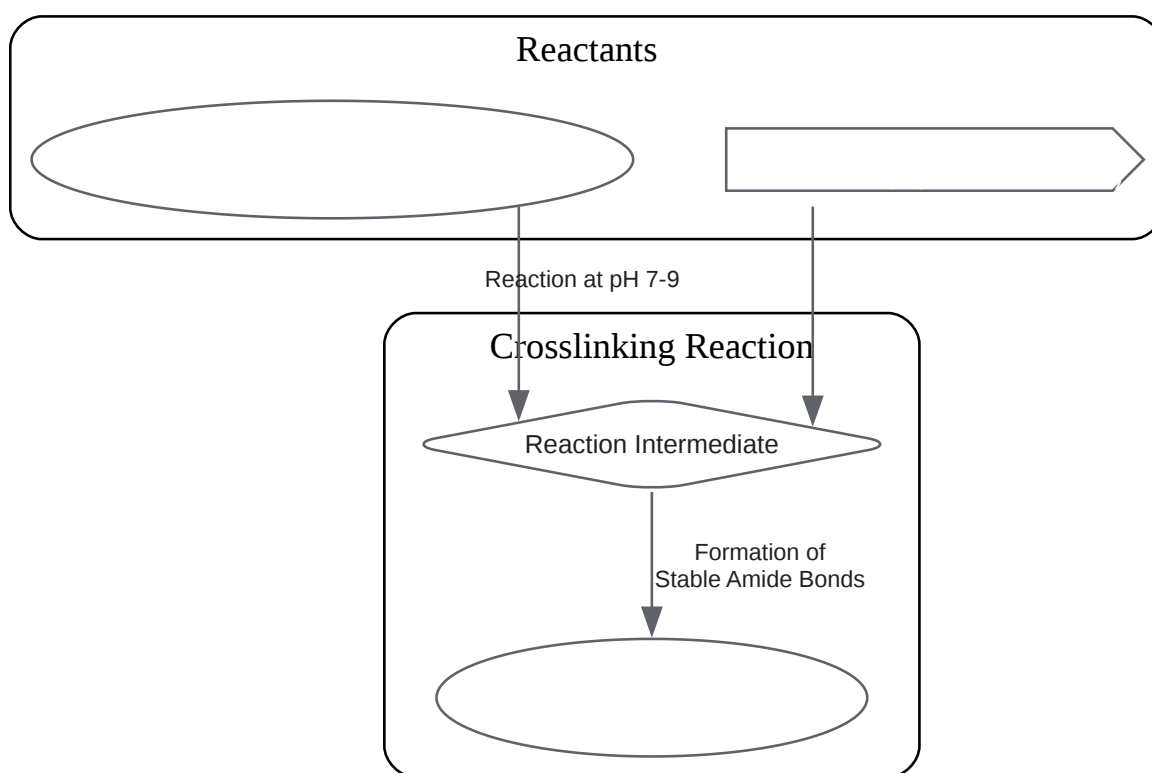 Reactants
Reaction at pH 7-9
Crosslinking Reaction
Reaction Intermediate
Formation of
Stable Amide Bonds